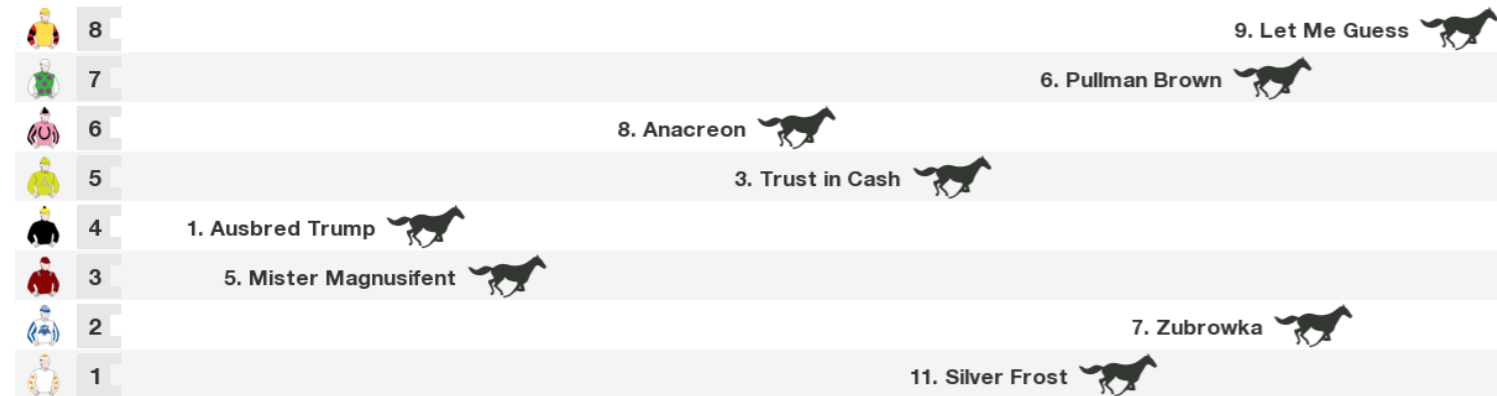 8 9. Let Me Guess
7 6. Pullman Brown
6 8. Anacreon
5 3. Trust in Cash
4 1. Ausbred Trump
3 5. Mister Magnusifent
2 7. Zubrowka
1 11. Silver Frost